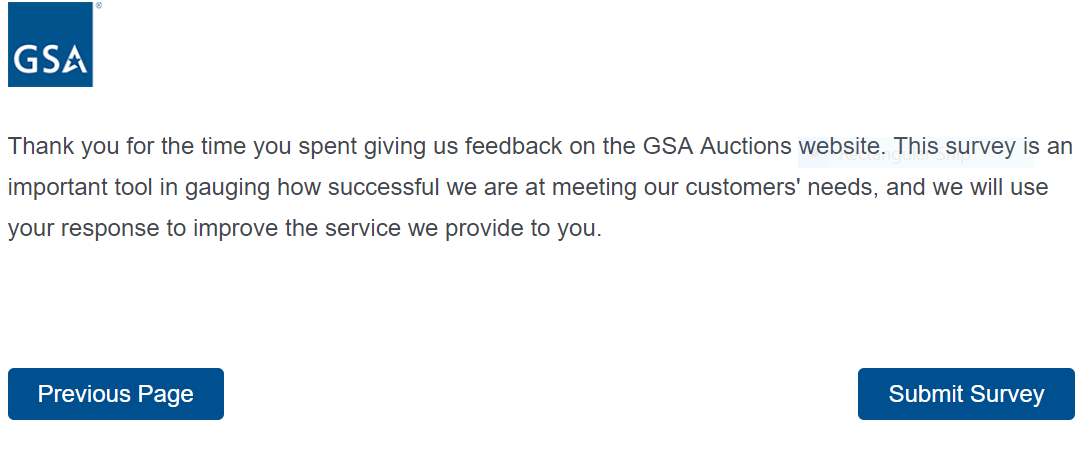 GSA
®
Thank you for the time you spent giving us feedback on the GSA Auctions website. This survey is an
important tool in gauging how successful we are at meeting our customers' needs, and we will use
your response to improve the service we provide to you.
Rectangular Snip
Previous Page
Submit Survey